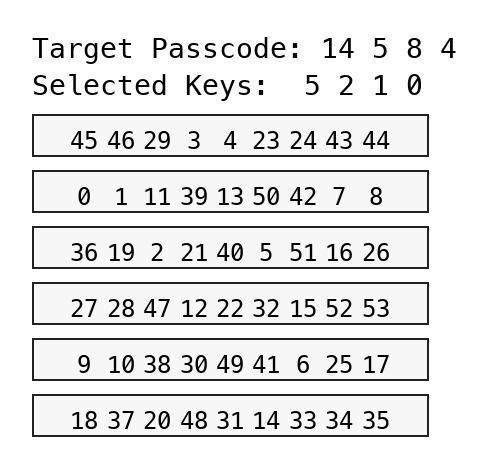 Target Passcode: 14 5 8 4
Selected Keys: 5 2 1 0
45 46 29 3 4 23 24 43 44
0 1 11 39 13 50 42 7 8
36 19 2 21 40 5 51 16 26
27 28 47 12 22 32 15 52 53
9 10 38 30 49 41 6 25 17
18 37 20 48 31 14 33 34 35